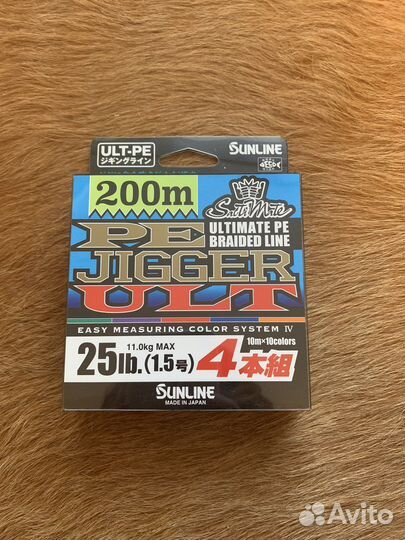 ULT-PE
ジギングライン
SUNLINE
200m
SaltiMate
ULTIMATE PE
BRAIDED LINE
PE
JIGGER
ULT
EASY MEASURING COLOR SYSTEM IV
11.0kg MAX
10m×10colors
25lb. (1.5号) 4本組
SUNLINE
MADE IN JAPAN
Avito